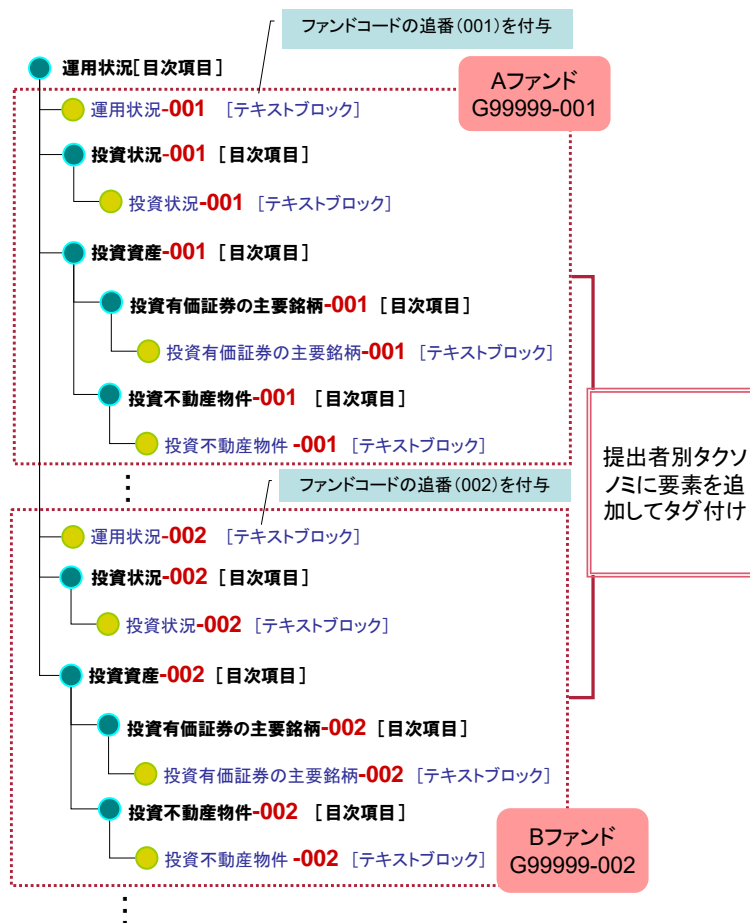 ファンドコードの追番(001)を付与
運用状況[目次項目]
Aファンド
G99999-001
運用状況-001 [テキストブロック]
投資状況-001 [目次項目]
投資状況-001 [テキストブロック]
投資資産-001 [目次項目]
投資有価証券の主要銘柄-001 [目次項目]
投資有価証券の主要銘柄-001 [テキストブロック]
投資不動産物件-001 [目次項目]
投資不動産物件 -001 [テキストブロック]
提出者別タクソ
ノミに要素を追
加してタグ付け
ファンドコードの追番(002)を付与
運用状況-002 [テキストブロック]
投資状況-002 [目次項目]
投資状況-002 [テキストブロック]
投資資産-002 [目次項目]
投資有価証券の主要銘柄-002 [目次項目]
投資有価証券の主要銘柄-002 [テキストブロック]
投資不動産物件-002 [目次項目]
投資不動産物件 -002 [テキストブロック]
Bファンド
G99999-002